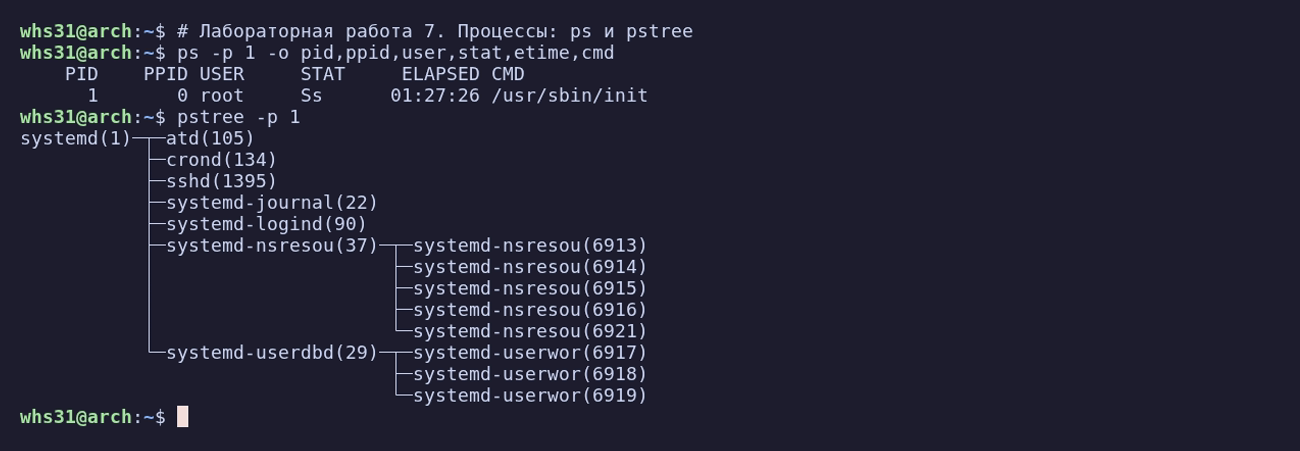 whs31@arch:~$ # Лабораторная работа 7. Процессы: ps и pstree
whs31@arch:~$ ps -p 1 -o pid,ppid,user,stat,etime,cmd
    PID    PPID USER     STAT     ELAPSED CMD
      1       0 root     Ss      01:27:26 /usr/sbin/init
whs31@arch:~$ pstree -p 1
systemd(1)─┬─atd(105)
           ├─crond(134)
           ├─sshd(1395)
           ├─systemd-journal(22)
           ├─systemd-logind(90)
           ├─systemd-nsresou(37)─┬─systemd-nsresou(6913)
           │                     ├─systemd-nsresou(6914)
           │                     ├─systemd-nsresou(6915)
           │                     ├─systemd-nsresou(6916)
           │                     └─systemd-nsresou(6921)
           └─systemd-userdbd(29)─┬─systemd-userwor(6917)
                                 ├─systemd-userwor(6918)
                                 └─systemd-userwor(6919)
whs31@arch:~$